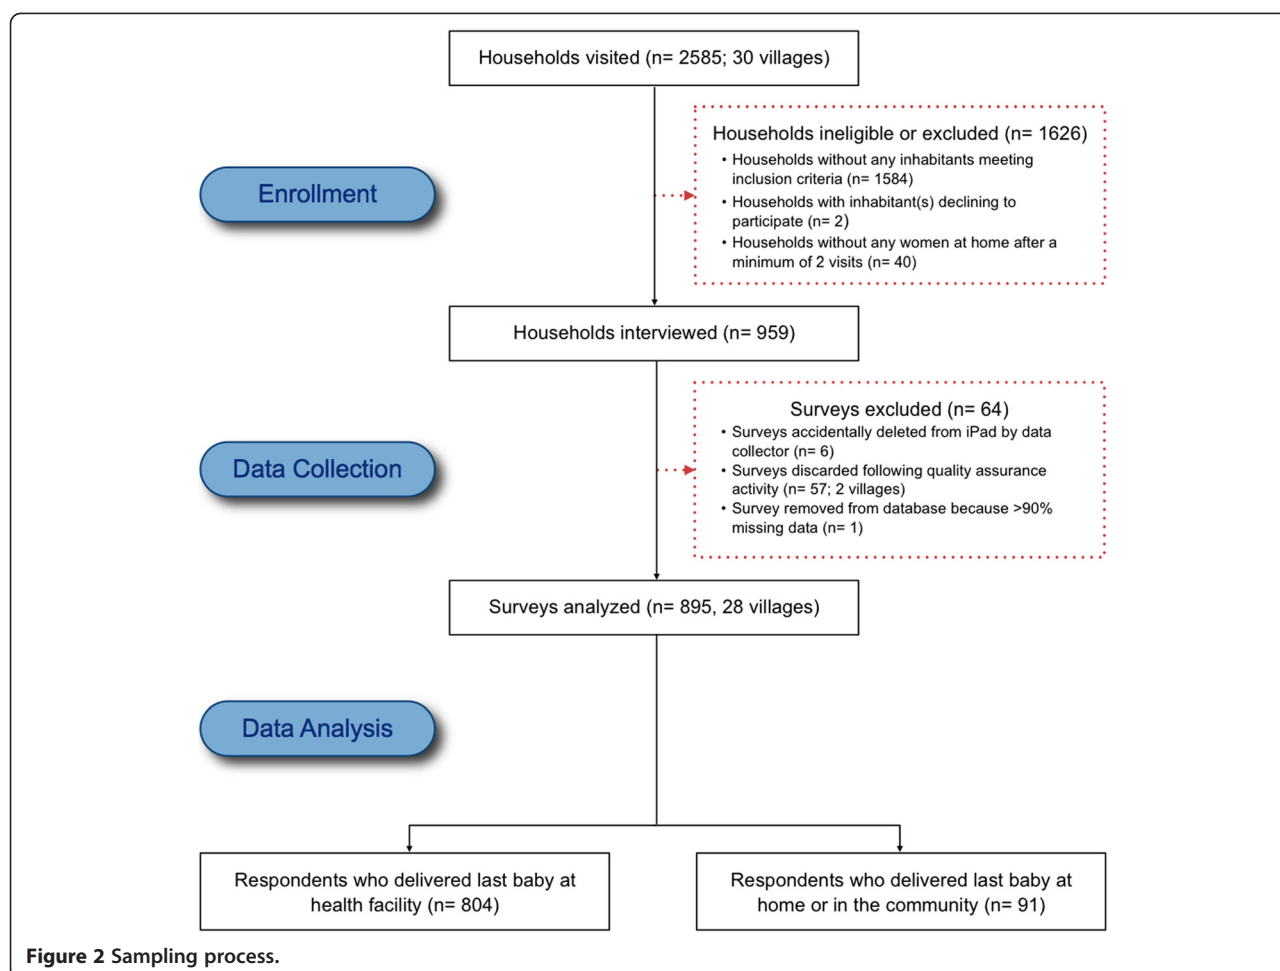 Households visited (n= 2585; 30 villages)
Households ineligible or excluded (n= 1626)
• Households without any inhabitants meeting
inclusion criteria (n= 1584)
• Households with inhabitant(s) declining to
participate (n= 2)
• Households without any women at home after a
minimum of 2 visits (n= 40)
Enrollment
Households interviewed (n= 959)
Surveys excluded (n= 64)
• Surveys accidentally deleted from iPad by data
collector (n= 6)
• Surveys discarded following quality assurance
activity (n= 57; 2 villages)
• Survey removed from database because >90%
missing data (n= 1)
Data Collection
Surveys analyzed (n= 895, 28 villages)
Data Analysis
Respondents who delivered last baby at
health facility (n= 804)
Respondents who delivered last baby at
home or in the community (n= 91)
Figure 2 Sampling process.